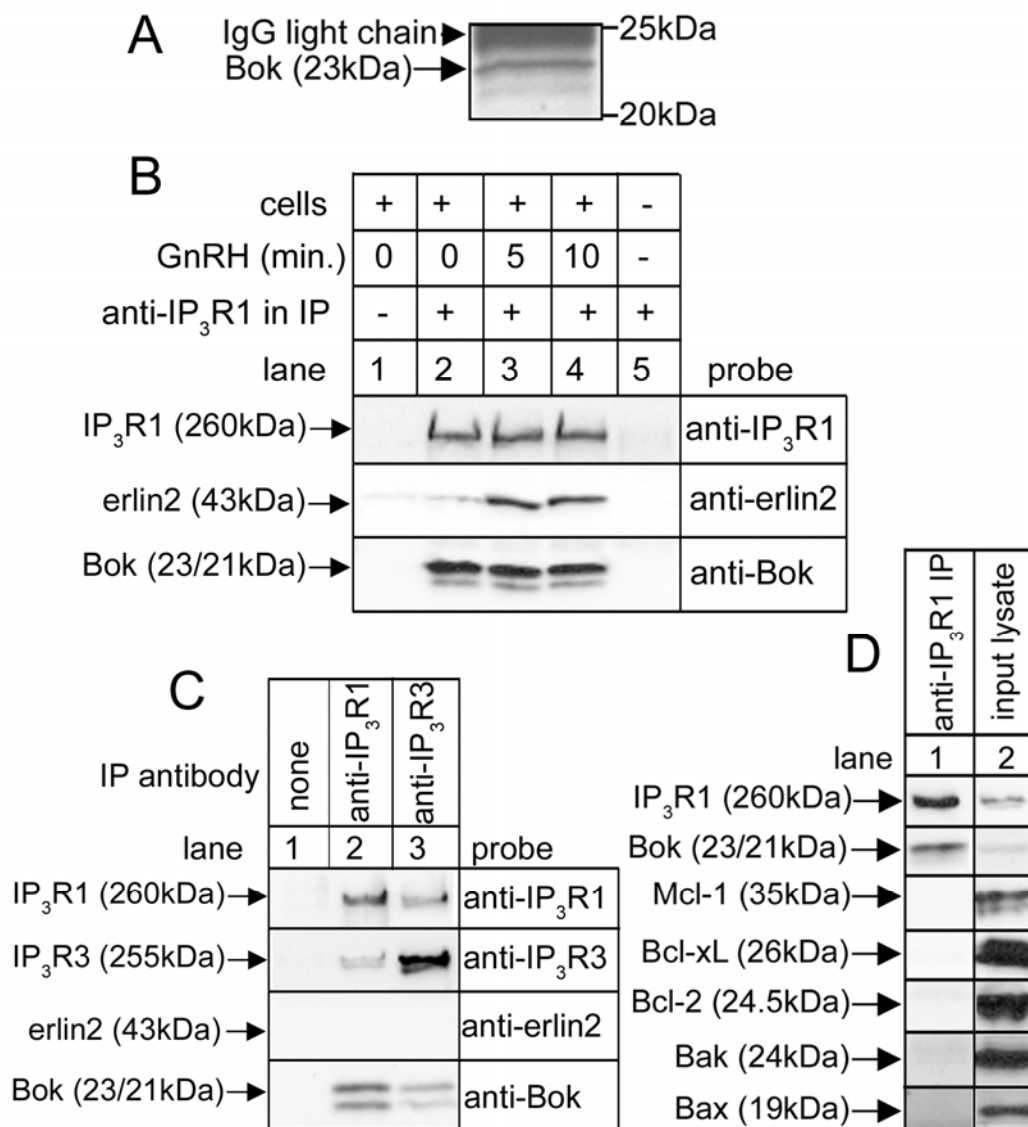 A
IgG light chain
Bok (23kDa)
25kDa
20kDa
B
cells + + + + -
GnRH (min.) 0 0 5 10 -
anti-IP₃R1 in IP - + + + +
lane 1 2 3 4 5 probe
IP₃R1 (260kDa) anti-IP₃R1
erlin2 (43kDa) anti-erlin2
Bok (23/21kDa) anti-Bok
C
IP antibody none anti-IP₃R1 anti-IP₃R3
lane 1 2 3 probe
IP₃R1 (260kDa) anti-IP₃R1
IP₃R3 (255kDa) anti-IP₃R3
erlin2 (43kDa) anti-erlin2
Bok (23/21kDa) anti-Bok
D
anti-IP₃R1 IP input lysate
lane 1 2
IP₃R1 (260kDa)
Bok (23/21kDa)
Mcl-1 (35kDa)
Bcl-xL (26kDa)
Bcl-2 (24.5kDa)
Bak (24kDa)
Bax (19kDa)